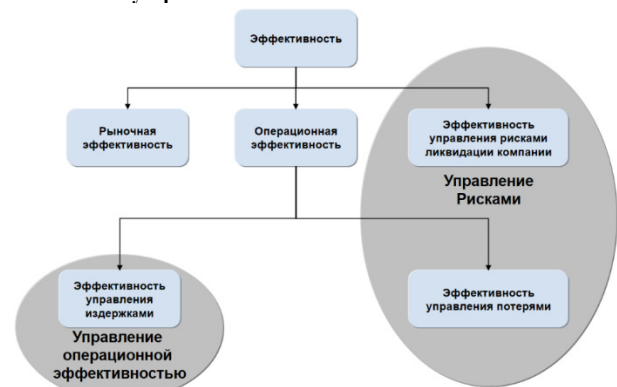 Эффективность
Рыночная
эффективность
Операционная
эффективность
Эффективность
управления рисками
ликвидации компании
Управление
Рисками
Эффективность
управления
издержками
Эффективность
управления потерями
Управление
операционной
эффективностью